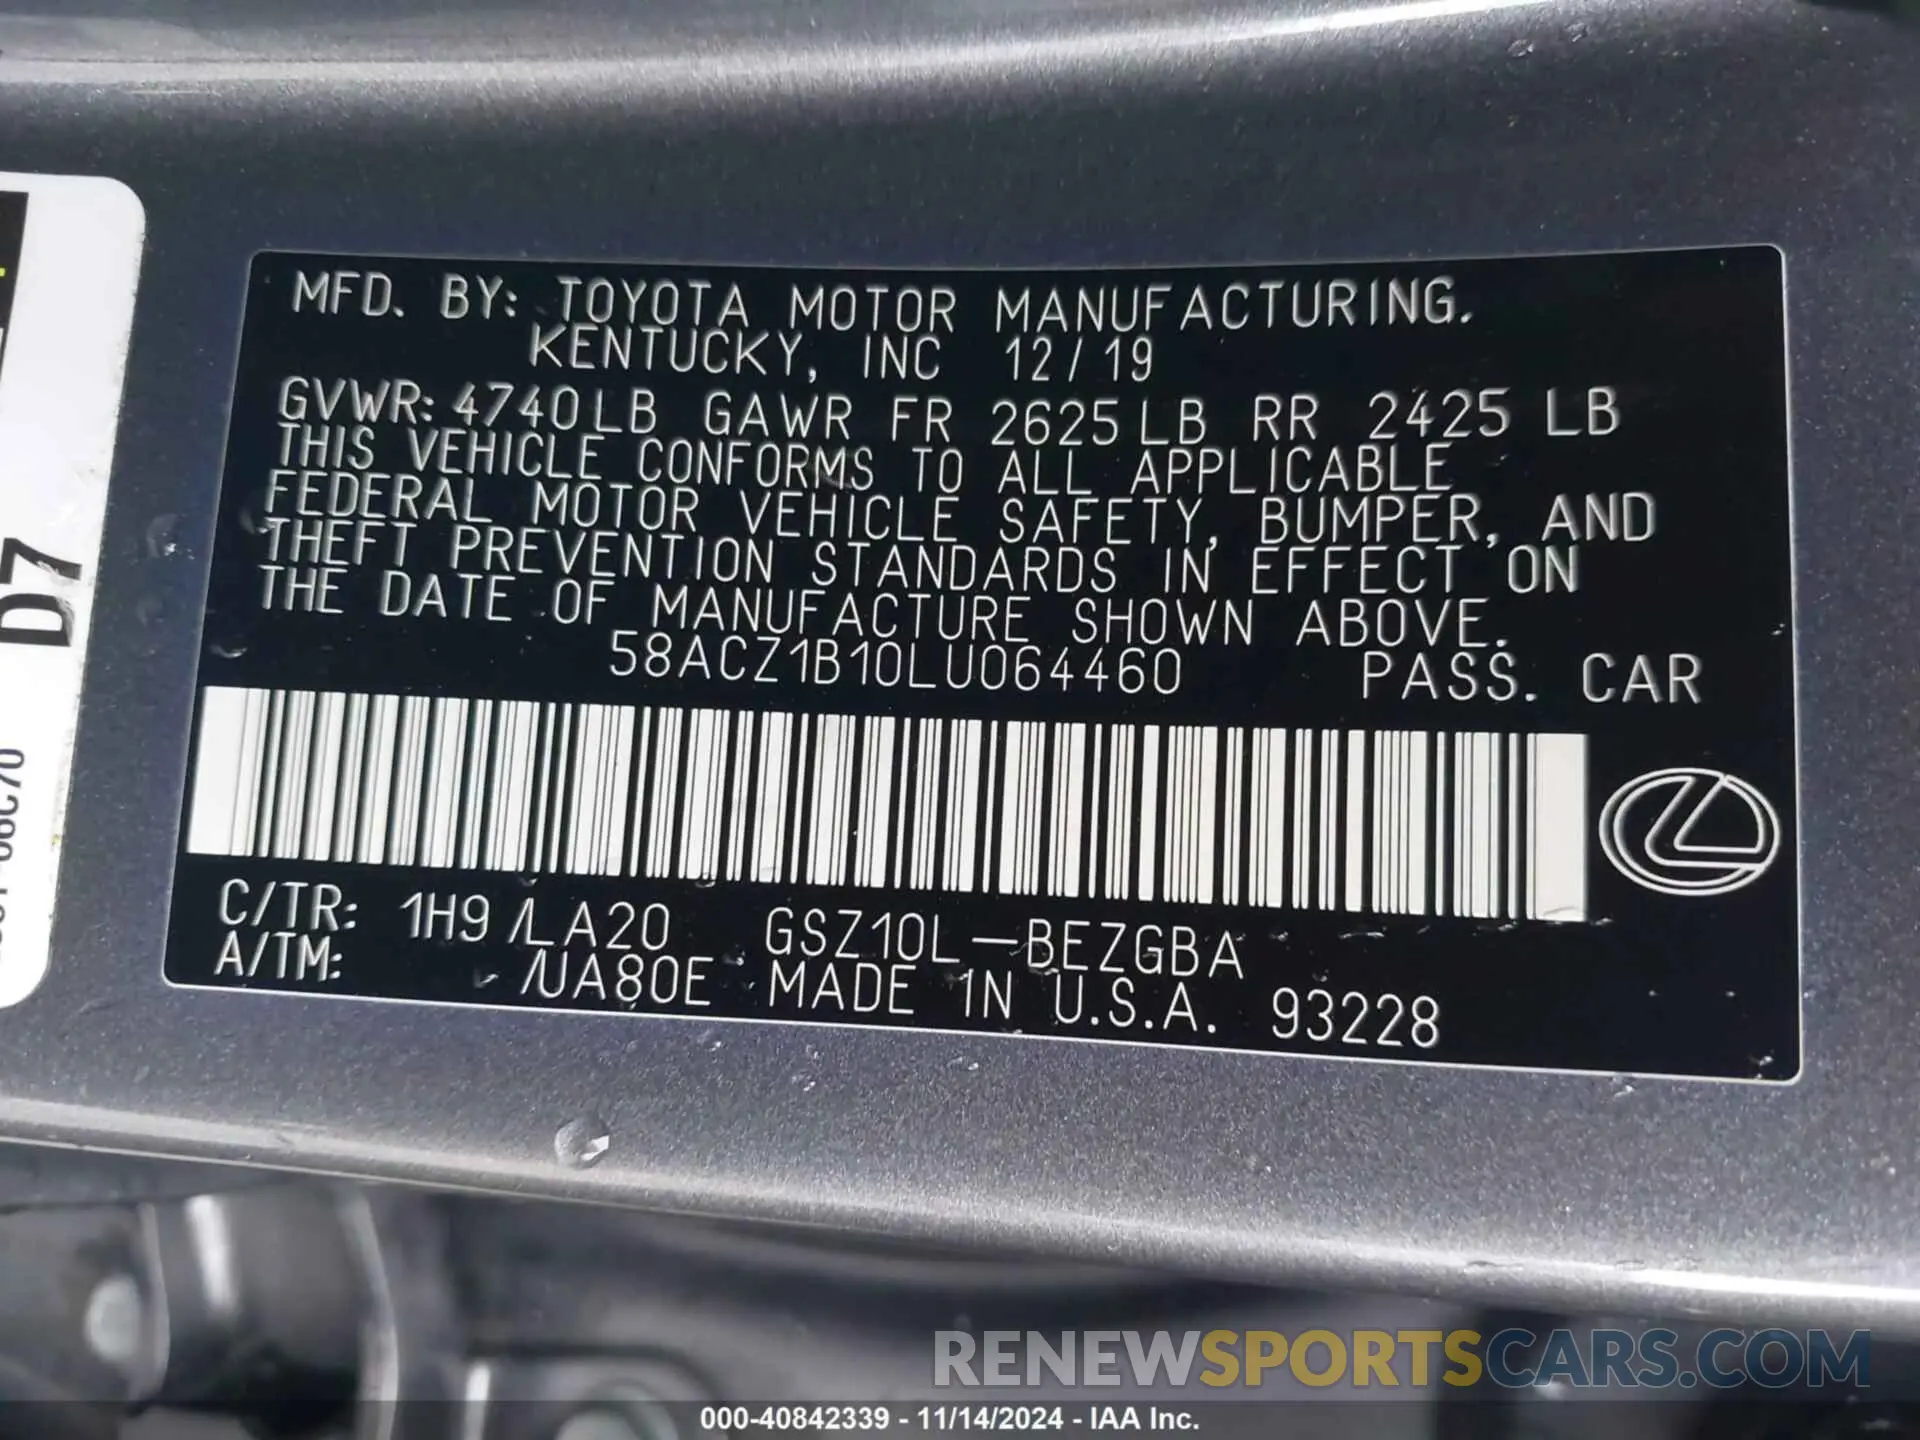 MFD. BY: TOYOTA MOTOR MANUFACTURING.
KENTUCKY, INC 12/19
GVWR: 4740LB GAWR FR 2625LB RR 2425 LB
THIS VEHICLE CONFORMS TO ALL APPLICABLE
FEDERAL MOTOR VEHICLE SAFETY, BUMPER, AND
THEFT PREVENTION STANDARDS IN EFFECT ON
THE DATE OF MANUFACTURE SHOWN ABOVE.
58ACZ1B10LU064460 PASS. CAR
C/TR: 1H9/LA20 GSZ10L-BEZGBA
A/TM: /UA80E MADE IN U.S.A. 93228
D7
RENEWSPORTSCARS.COM
000-40842339 - 11/14/2024 - IAA Inc.